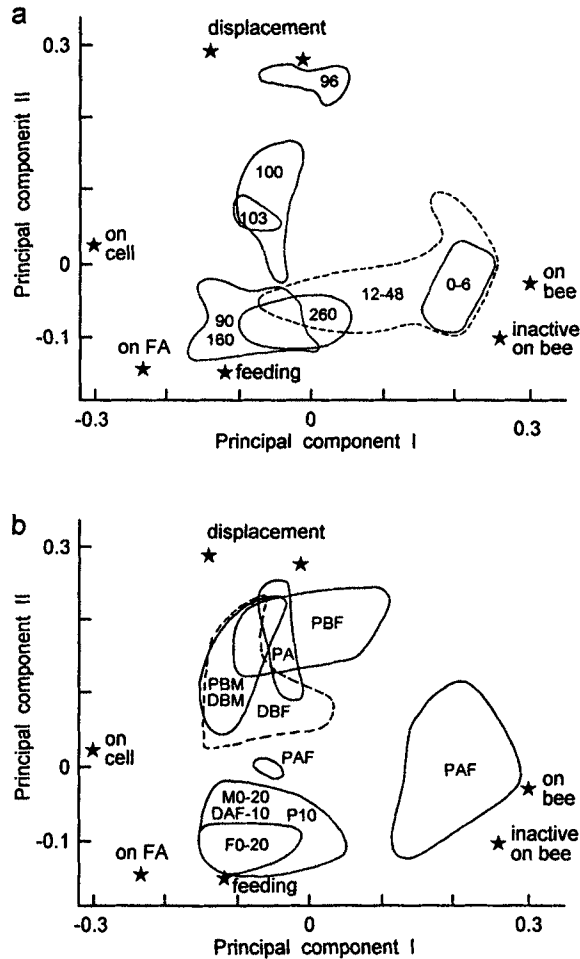 a
displacement
0.3
96
Principal component II
100
103
on
cell
0
12-48
0-6
on
bee
90
160
260
-0.1
inactive
on bee
on FA
feeding
-0.3
0
0.3
Principal component I
b
displacement
0.3
Principal component II
PBF
PA
PBM
DBM
DBF
on
cell
0
PAF
PAF
on
bee
M0-20
DAF-10
P10
-0.1
F0-20
inactive
on bee
on FA
feeding
-0.3
0
0.3
Principal component I